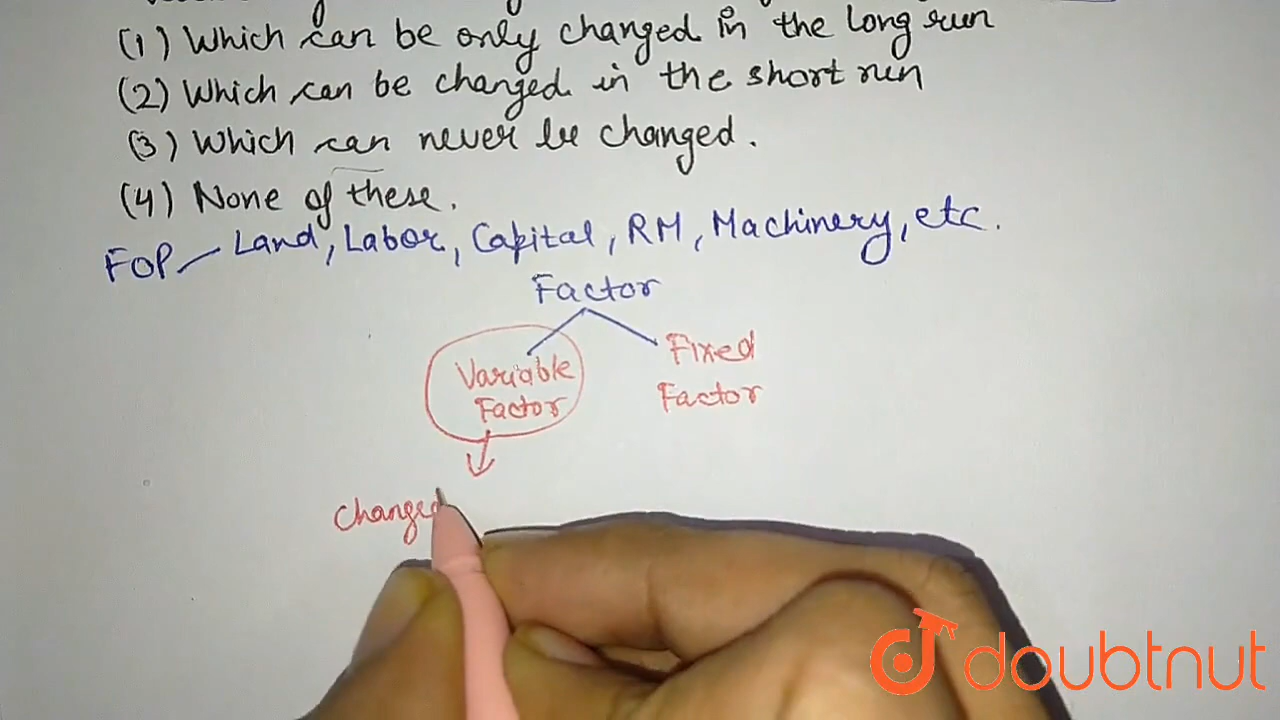 (1) Which can be only changed in the long run
(2) Which can be changed in the short run
(3) Which can never be changed.
(4) None of these.
FOP - Land, Labor, Capital, RM, Machinery, etc.
Factor
Variable Factor
Fixed Factor
Changed
doubtnut